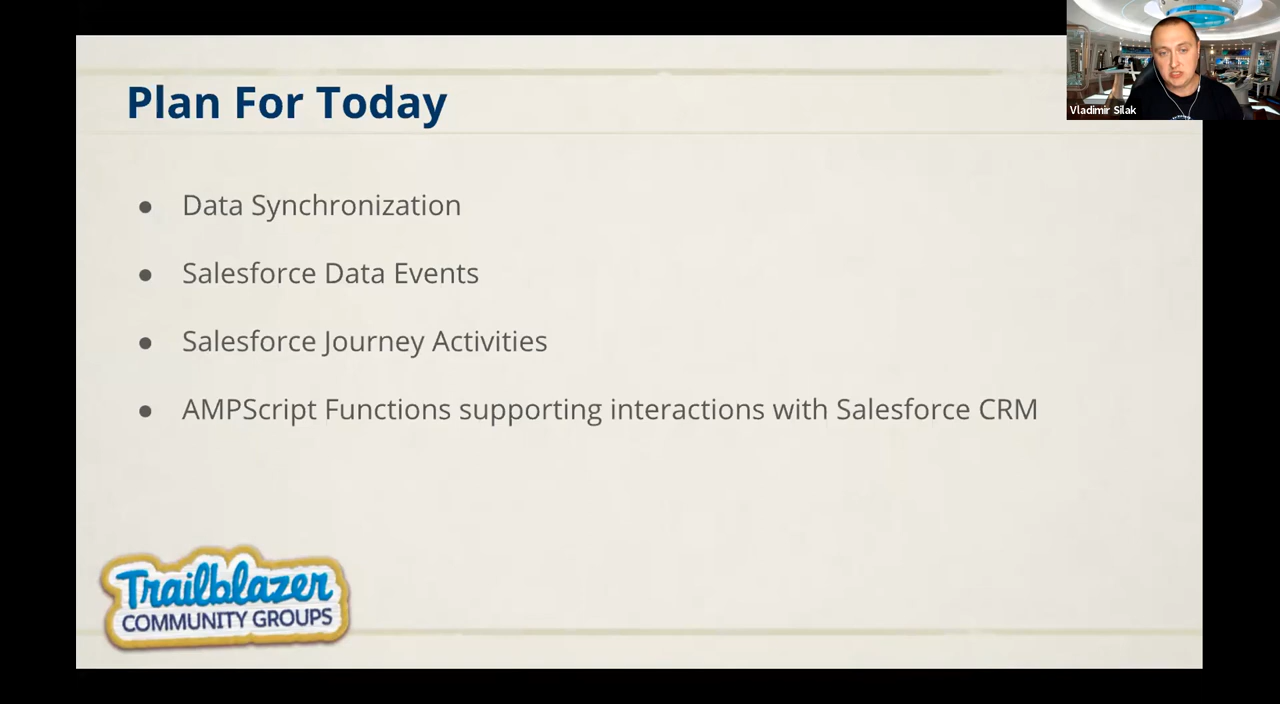 Plan For Today
Vladimir Silak
● Data Synchronization
● Salesforce Data Events
● Salesforce Journey Activities
● AMPScript Functions supporting interactions with Salesforce CRM
Trailblazer
COMMUNITY GROUPS